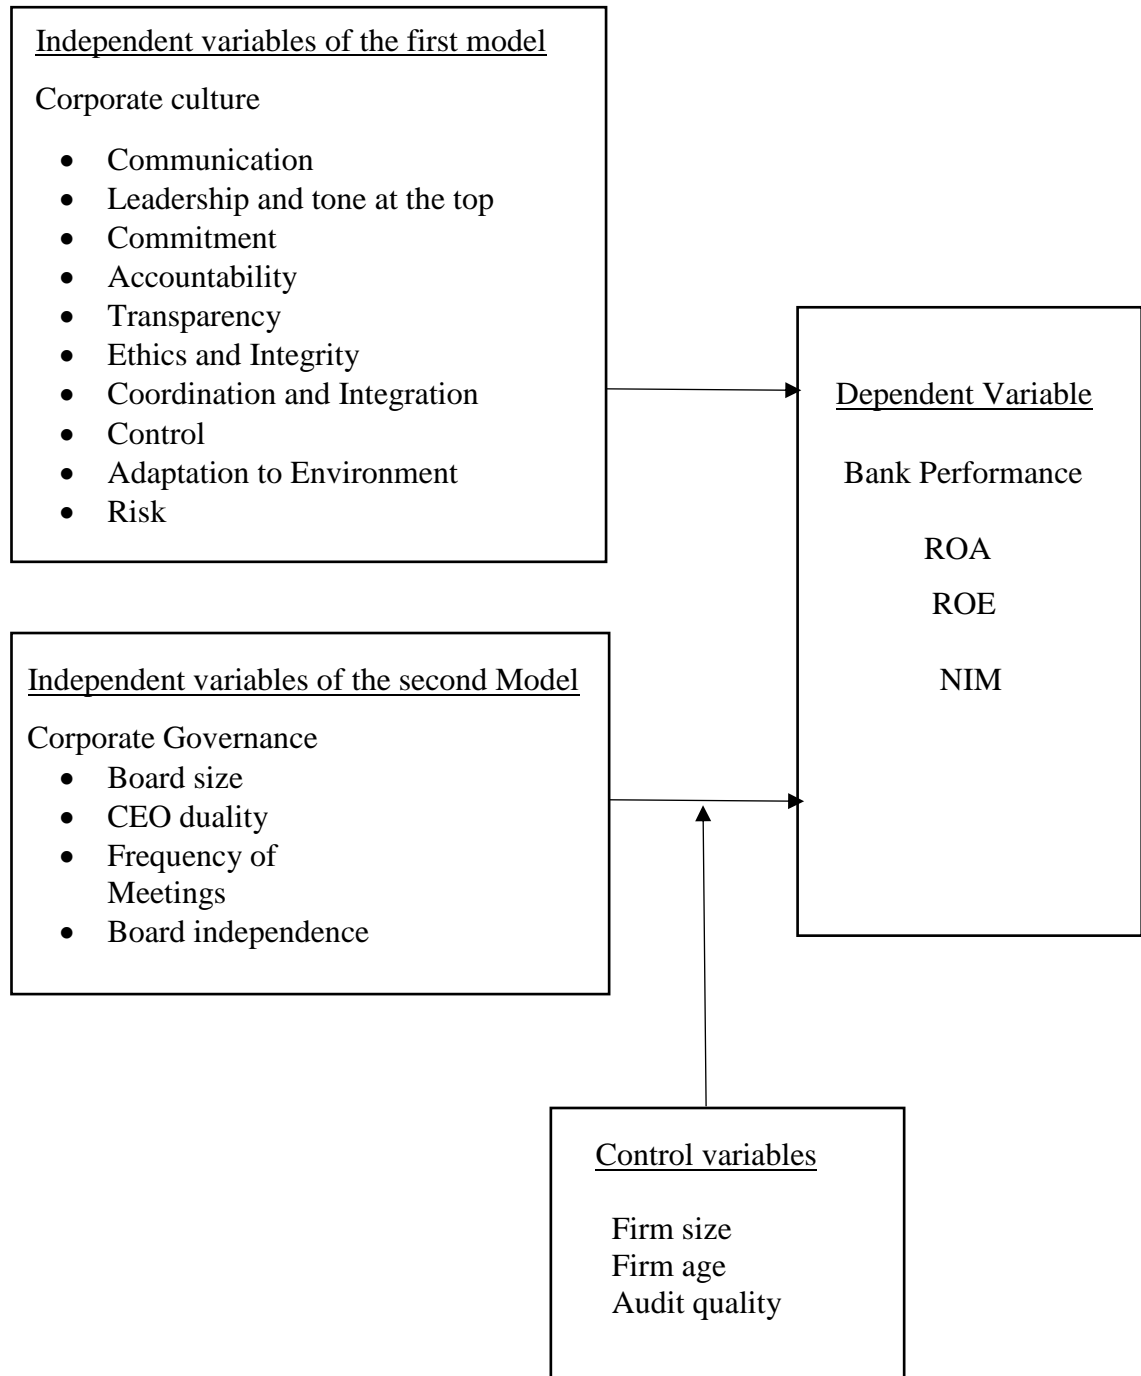 Independent variables of the first model
Corporate culture
• Communication
• Leadership and tone at the top
• Commitment
• Accountability
• Transparency
• Ethics and Integrity
• Coordination and Integration
• Control
• Adaptation to Environment
• Risk
Dependent Variable
Bank Performance
ROA
ROE
NIM
Independent variables of the second Model
Corporate Governance
• Board size
• CEO duality
• Frequency of
Meetings
• Board independence
Control variables
Firm size
Firm age
Audit quality